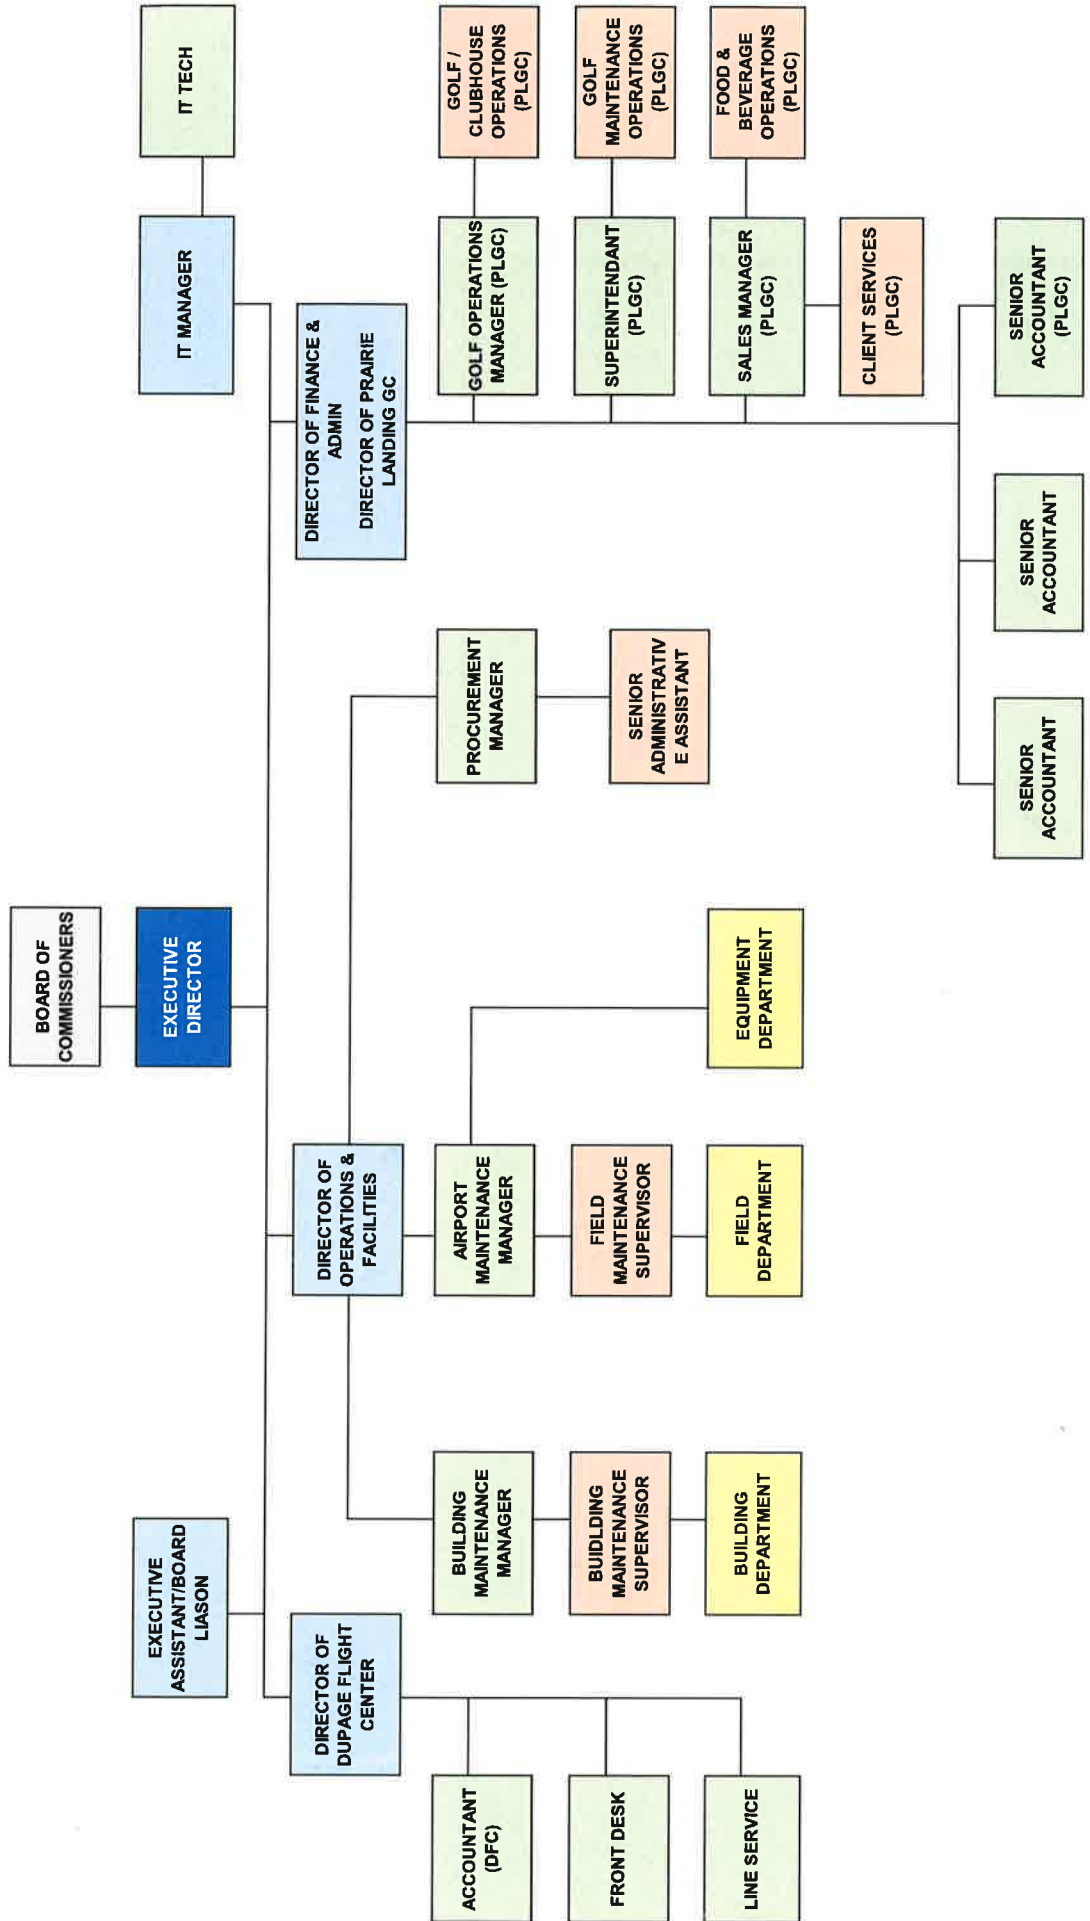 BOARD OF
COMMISSIONERS
EXECUTIVE
DIRECTOR
EXECUTIVE
ASSISTANT/BOARD
LIASON
IT MANAGER
IT TECH
DIRECTOR OF
DUPAGE FLIGHT
CENTER
DIRECTOR OF
OPERATIONS &
FACILITIES
DIRECTOR OF FINANCE &
ADMIN
DIRECTOR OF PRAIRIE
LANDING GC
ACCOUNTANT
(DFC)
FRONT DESK
LINE SERVICE
BUILDING
MAINTENANCE
MANAGER
BUIDLDING
MAINTENANCE
SUPERVISOR
BUILDING
DEPARTMENT
AIRPORT
MAINTENANCE
MANAGER
FIELD
MAINTENANCE
SUPERVISOR
FIELD
DEPARTMENT
EQUIPMENT
DEPARTMENT
PROCUREMENT
MANAGER
SENIOR
ADMINISTRATIV
E ASSISTANT
GOLF OPERATIONS
MANAGER (PLGC)
GOLF /
CLUBHOUSE
OPERATIONS
(PLGC)
SUPERINTENDANT
(PLGC)
GOLF
MAINTENANCE
OPERATIONS
(PLGC)
SALES MANAGER
(PLGC)
FOOD &
BEVERAGE
OPERATIONS
(PLGC)
CLIENT SERVICES
(PLGC)
SENIOR
ACCOUNTANT
SENIOR
ACCOUNTANT
SENIOR
ACCOUNTANT
(PLGC)